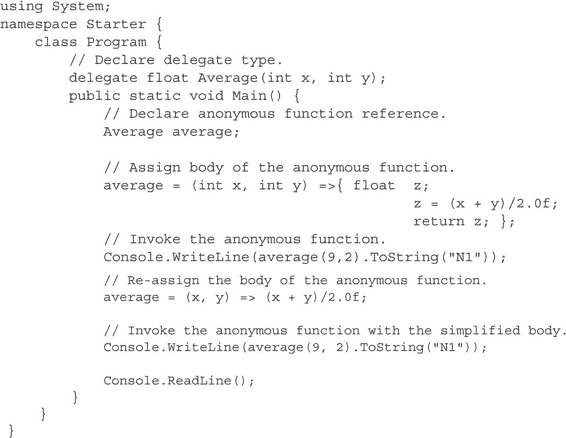 using System;
namespace Starter {
class Program {
// Declare delegate type.
delegate float Average(int x, int y);
public static void Main() {
// Declare anonymous function reference.
Average average;
// Assign body of the anonymous function.
average = (int x, int y) =>{ float  z;
z = (x + y)/2.0f;
return z; };
// Invoke the anonymous function.
Console.WriteLine(average(9,2).ToString("N1"));
// Re-assign the body of the anonymous function.
average = (x, y) => (x + y)/2.0f;
// Invoke the anonymous function with the simplified body.
Console.WriteLine(average(9, 2).ToString("N1"));
Console.ReadLine();
}
}
}